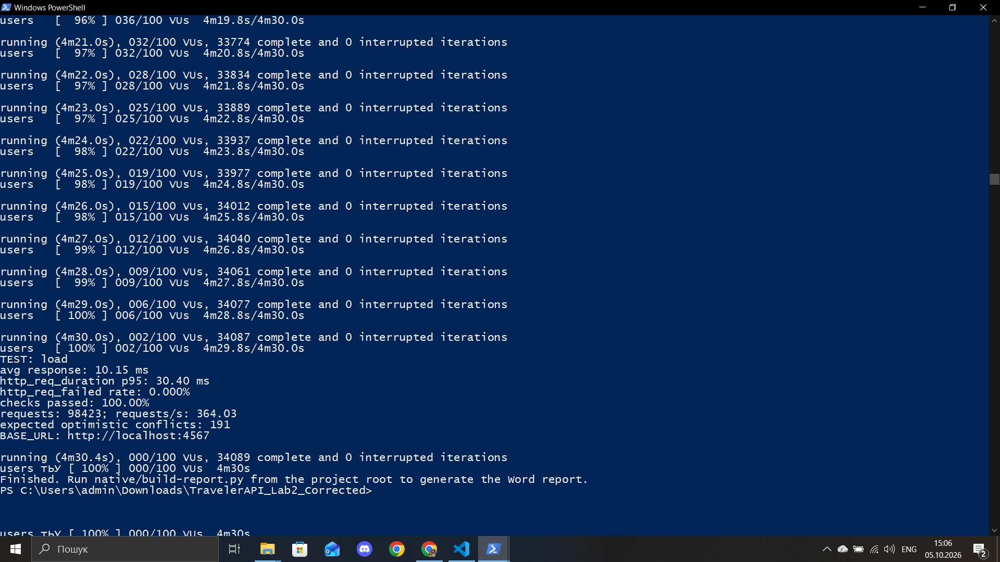 Windows PowerShell
users   [  96% ] 036/100 VUs  4m19.8s/4m30.0s
running (4m21.0s), 032/100 VUs, 33774 complete and 0 interrupted iterations
users   [  97% ] 032/100 VUs  4m20.8s/4m30.0s
running (4m22.0s), 028/100 VUs, 33834 complete and 0 interrupted iterations
users   [  97% ] 028/100 VUs  4m21.8s/4m30.0s
running (4m23.0s), 025/100 VUs, 33889 complete and 0 interrupted iterations
users   [  97% ] 025/100 VUs  4m22.8s/4m30.0s
running (4m24.0s), 022/100 VUs, 33937 complete and 0 interrupted iterations
users   [  98% ] 022/100 VUs  4m23.8s/4m30.0s
running (4m25.0s), 019/100 VUs, 33977 complete and 0 interrupted iterations
users   [  98% ] 019/100 VUs  4m24.8s/4m30.0s
running (4m26.0s), 015/100 VUs, 34012 complete and 0 interrupted iterations
users   [  98% ] 015/100 VUs  4m25.8s/4m30.0s
running (4m27.0s), 012/100 VUs, 34040 complete and 0 interrupted iterations
users   [  99% ] 012/100 VUs  4m26.8s/4m30.0s
running (4m28.0s), 009/100 VUs, 34061 complete and 0 interrupted iterations
users   [  99% ] 009/100 VUs  4m27.8s/4m30.0s
running (4m29.0s), 006/100 VUs, 34077 complete and 0 interrupted iterations
users   [ 100% ] 006/100 VUs  4m28.8s/4m30.0s
running (4m30.0s), 002/100 VUs, 34087 complete and 0 interrupted iterations
users   [ 100% ] 002/100 VUs  4m29.8s/4m30.0s
TEST: load
avg response: 10.15 ms
http_req_duration p95: 30.40 ms
http_req_failed rate: 0.000%
checks passed: 100.00%
requests: 98423; requests/s: 364.03
expected optimistic conflicts: 191
BASE_URL: http://localhost:4567
running (4m30.4s), 000/100 VUs, 34089 complete and 0 interrupted iterations
users тЬУ [ 100% ] 000/100 VUs  4m30s
Finished. Run native/build-report.py from the project root to generate the Word report.
PS C:\Users\admin\Downloads\TravelerAPI_Lab2_Corrected>
users тЬУ [ 100% ] 000/100 VUs  4m30s
Пошук
ENG
15:06
05.10.2026
2